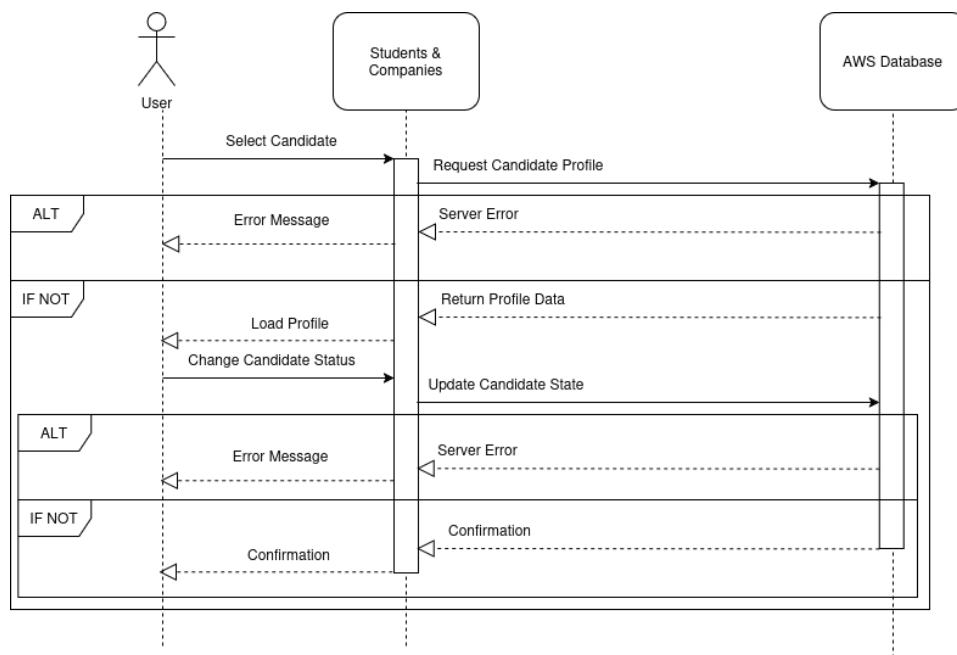 Students &
Companies
AWS Database
User
Select Candidate
Request Candidate Profile
ALT
Error Message
Server Error
IF NOT
Return Profile Data
Load Profile
Change Candidate Status
Update Candidate State
ALT
Error Message
Server Error
IF NOT
Confirmation
Confirmation